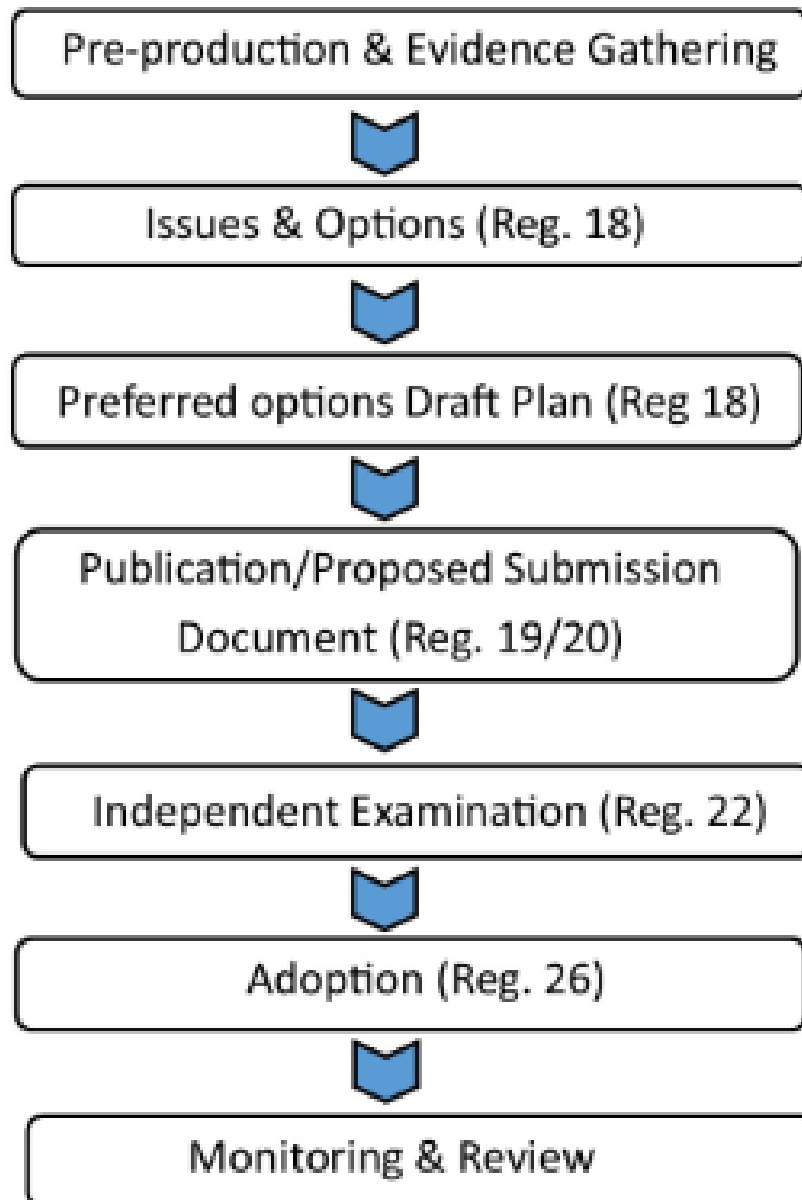 Pre-production & Evidence Gathering
Issues & Options (Reg. 18)
Preferred options Draft Plan (Reg 18)
Publication/Proposed Submission
Document (Reg. 19/20)
Independent Examination (Reg. 22)
Adoption (Reg. 26)
Monitoring & Review